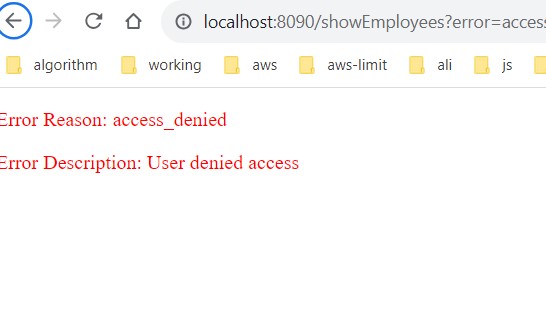 localhost:8090/showEmployees?error=access
algorithm working aws aws-limit ali js
Error Reason: access_denied
Error Description: User denied access